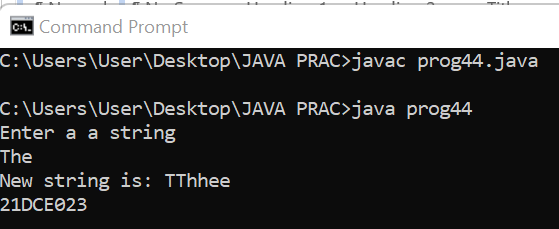 Command Prompt
C:\Users\User\Desktop\JAVA PRAC>javac prog44.java
C:\Users\User\Desktop\JAVA PRAC>java prog44
Enter a a string
The
New string is: TThhee
21DCE023